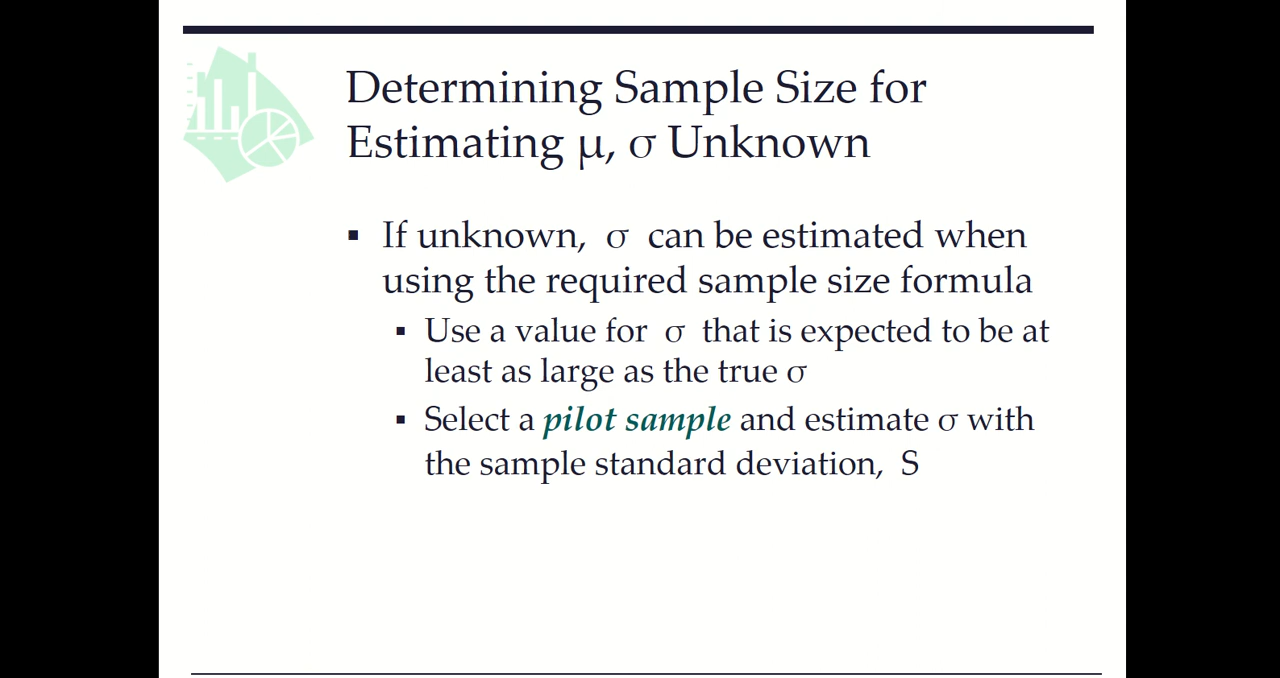 Determining Sample Size for
Estimating μ, σ Unknown
▪ If unknown, σ can be estimated when
using the required sample size formula
▪ Use a value for σ that is expected to be at
least as large as the true σ
▪ Select a pilot sample and estimate σ with
the sample standard deviation, S